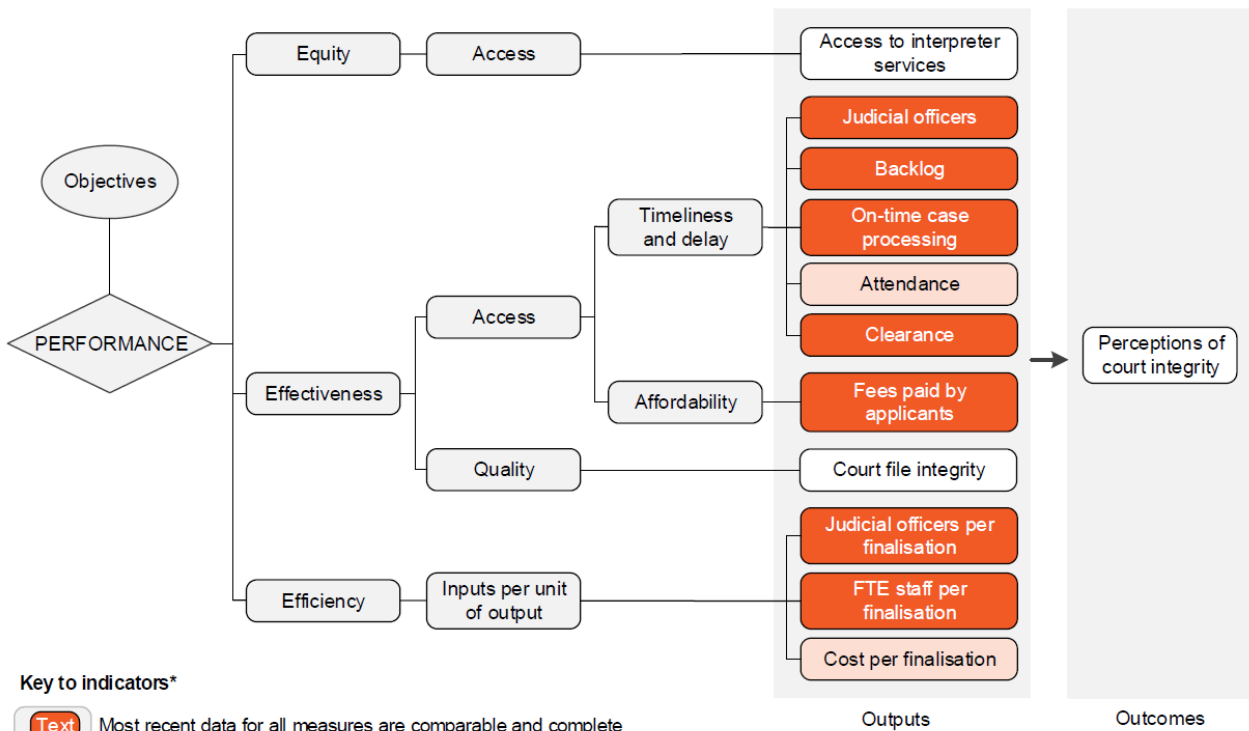 Equity
Access
Access to interpreter
services
Judicial officers
Backlog
Objectives
Timeliness
and delay
On-time case
processing
Attendance
Access
Clearance
PERFORMANCE
Perceptions of
court integrity
Effectiveness
Affordability
Fees paid by
applicants
Quality
Court file integrity
Judicial officers per
finalisation
Efficiency
Inputs per unit
of output
FTE staff per
finalisation
Cost per finalisation
Key to indicators*
Text Most recent data for all measures are comparable and complete
Outputs
Outcomes